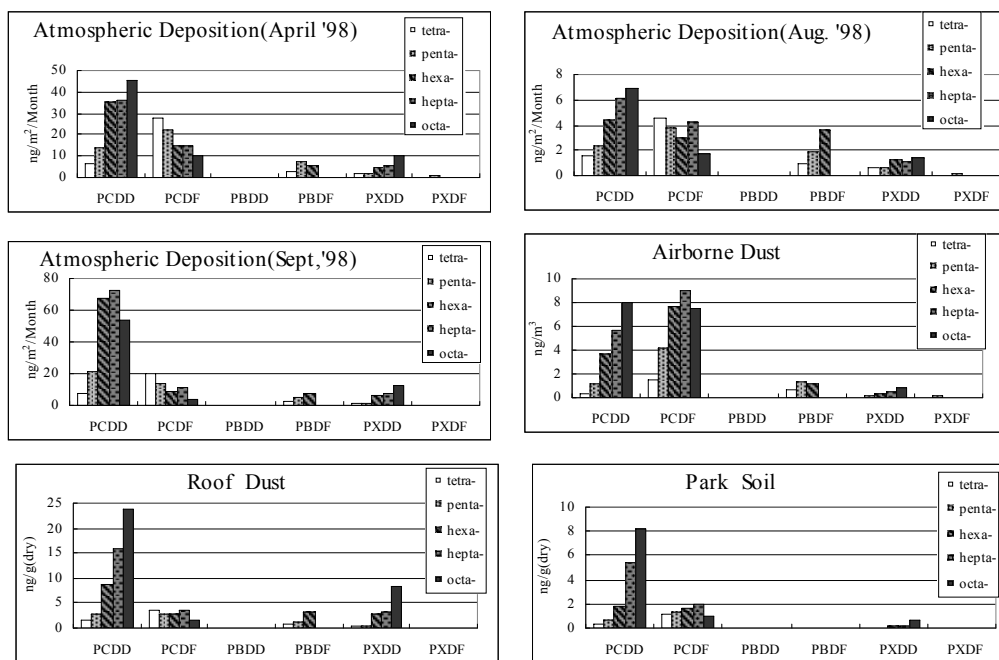 Atmospheric Deposition(April '98)
tetra-
penta-
hexa-
hepta-
octa-
ng/m²/Month
50
40
30
20
10
0
PCDD PCDF PBDD PBDF PXDD PXDF
Atmospheric Deposition(Aug. '98)
tetra-
penta-
hexa-
hepta-
octa-
ng/m²/Month
8
6
4
2
0
PCDD PCDF PBDD PBDF PXDD PXDF
Atmospheric Deposition(Sept,'98)
tetra-
penta-
hexa-
hepta-
octa-
ng/m²/Month
80
60
40
20
0
PCDD PCDF PBDD PBDF PXDD PXDF
Airborne Dust
tetra-
penta-
hexa-
hepta-
octa-
ng/m³
10
8
6
4
2
0
PCDD PCDF PBDD PBDF PXDD PXDF
Roof Dust
tetra-
penta-
hexa-
hepta-
octa-
ng/g(dry)
25
20
15
10
5
0
PCDD PCDF PBDD PBDF PXDD PXDF
Park Soil
tetra-
penta-
hexa-
hepta-
octa-
ng/g(dry)
10
8
6
4
2
0
PCDD PCDF PBDD PBDF PXDD PXDF